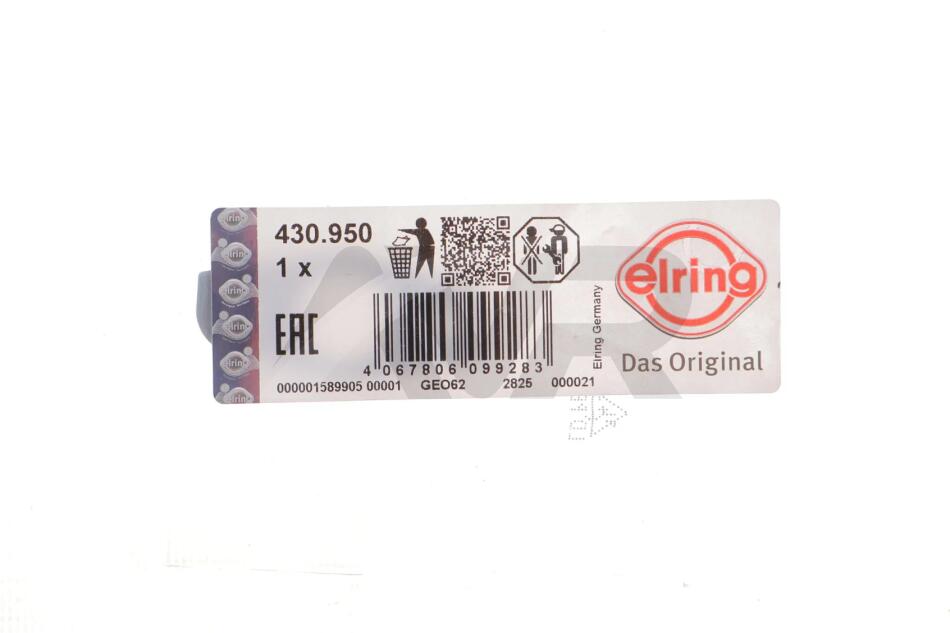 430.950
1 x
EAC
4 067806 099283
000001589905 00001 GEO62 2825 000021
Elring Germany
elring
Das Original